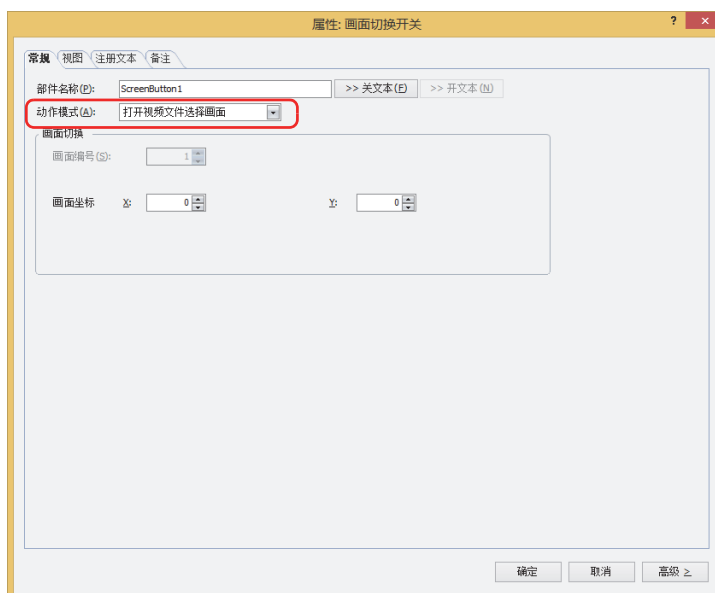 属性: 画面切换开关 ?
常规 视图 注册文本 备注
部件名称(P): ScreenButton1 >> 关文本(F) >> 开文本(N)
动作模式(A): 打开视频文件选择画面
画面切换
画面编号(S): 1
画面坐标 X: 0 Y: 0
确定 取消 高级 ≥